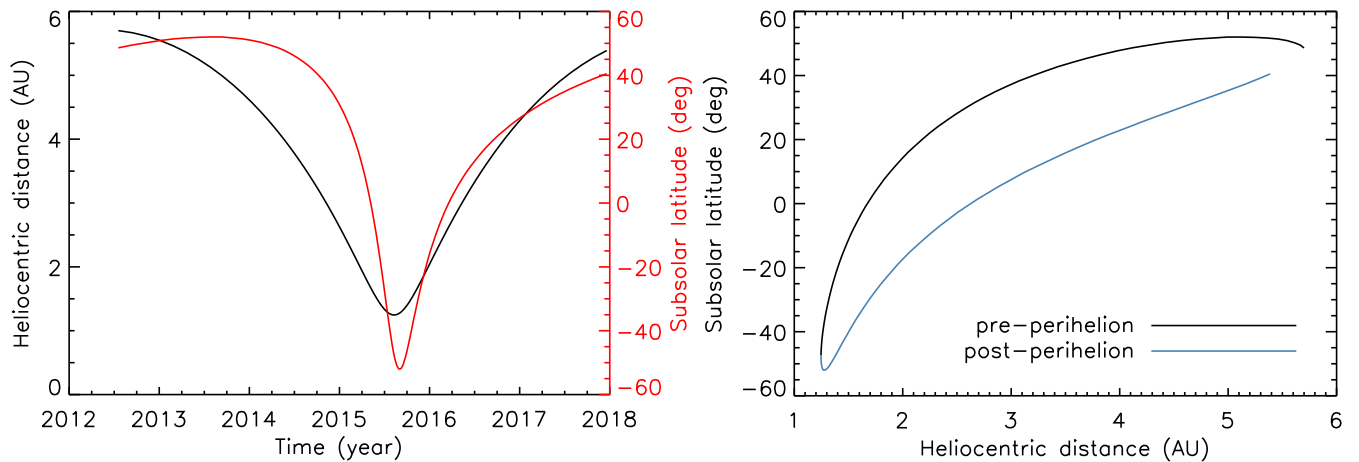 Heliocentric distance (AU)
6
4
2
0
2012 2013 2014 2015 2016 2017 2018
Time (year)
60
40
20
0
−20
−40
−60
Subsolar latitude (deg)
Subsolar latitude (deg)
60
40
20
0
−20
−40
−60
pre−perihelion
post−perihelion
1 2 3 4 5 6
Heliocentric distance (AU)